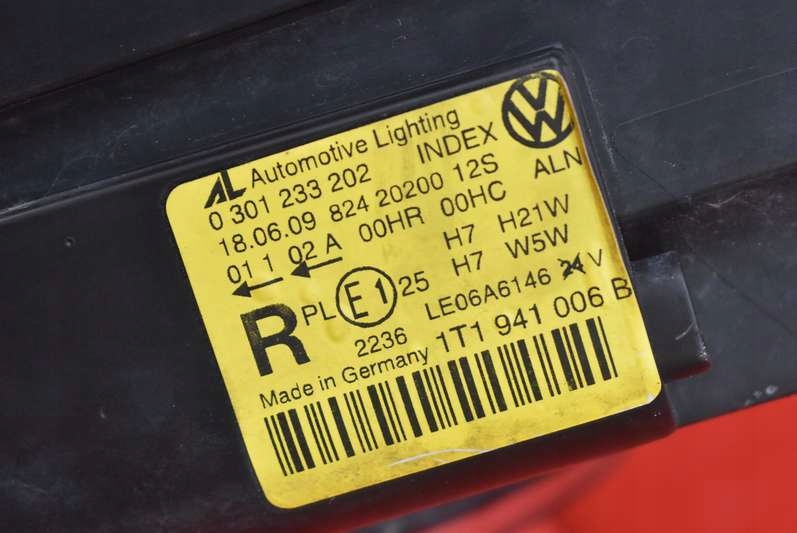 AL Automotive Lighting
0 301 233 202 INDEX
18.06.09 824 20200 12S ALN
01 1 02 A 00HR 00HC
H7 H21W
PL E1 25 H7 W5W
R 2236 LE06A6146 24 V
Made in Germany 1T1 941 006 B